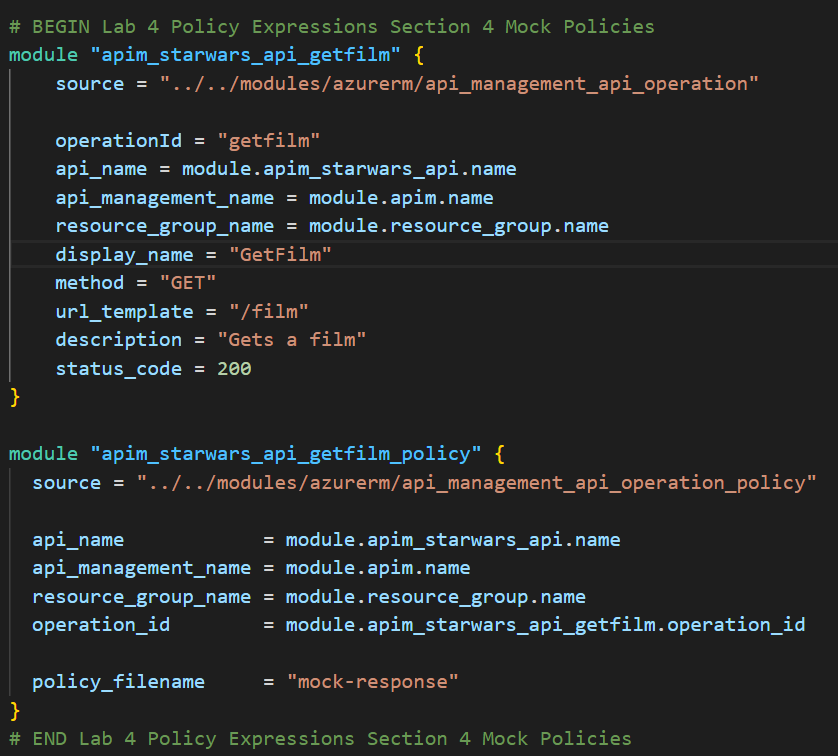 # BEGIN Lab 4 Policy Expressions Section 4 Mock Policies
module "apim_starwars_api_getfilm" {
    source = "../../modules/azurerm/api_management_api_operation"

    operationId = "getfilm"
    api_name = module.apim_starwars_api.name
    api_management_name = module.apim.name
    resource_group_name = module.resource_group.name
    display_name = "GetFilm"
    method = "GET"
    url_template = "/film"
    description = "Gets a film"
    status_code = 200
}

module "apim_starwars_api_getfilm_policy" {
  source = "../../modules/azurerm/api_management_api_operation_policy"

  api_name            = module.apim_starwars_api.name
  api_management_name = module.apim.name
  resource_group_name = module.resource_group.name
  operation_id        = module.apim_starwars_api_getfilm.operation_id

  policy_filename     = "mock-response"
}
# END Lab 4 Policy Expressions Section 4 Mock Policies